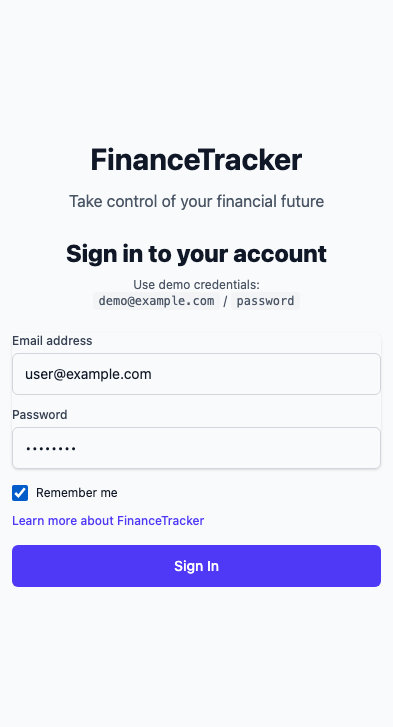 FinanceTracker
Take control of your financial future
Sign in to your account
Use demo credentials:
demo@example.com / password
Email address
user@example.com
Password
••••••••
Remember me
Learn more about FinanceTracker
Sign In